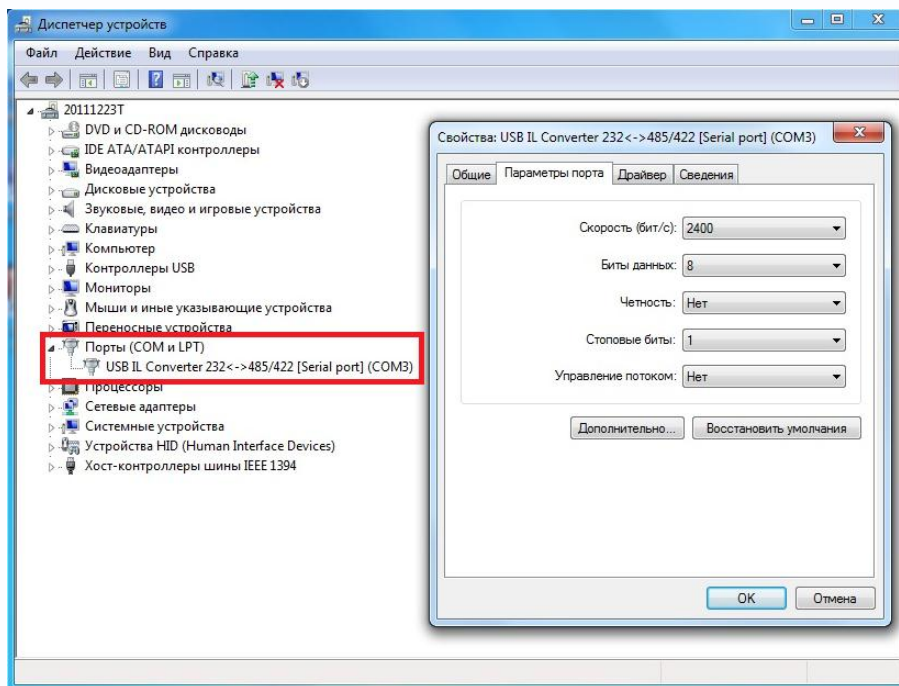 Диспетчер устройств
Файл Действие Вид Справка
20111223T
DVD и CD-ROM дисководы
IDE ATA/ATAPI контроллеры
Видеоадаптеры
Дисковые устройства
Звуковые, видео и игровые устройства
Клавиатуры
Компьютер
Контроллеры USB
Мониторы
Мыши и иные указывающие устройства
Переносные устройства
Порты (COM и LPT)
USB IL Converter 232<->485/422 [Serial port] (COM3)
Процессоры
Сетевые адаптеры
Системные устройства
Устройства HID (Human Interface Devices)
Хост-контроллеры шины IEEE 1394
Свойства: USB IL Converter 232<->485/422 [Serial port] (COM3)
Общие Параметры порта Драйвер Сведения
Скорость (бит/с): 2400
Биты данных: 8
Четность: Нет
Стоповые биты: 1
Управление потоком: Нет
Дополнительно... Восстановить умолчания
OK Отмена